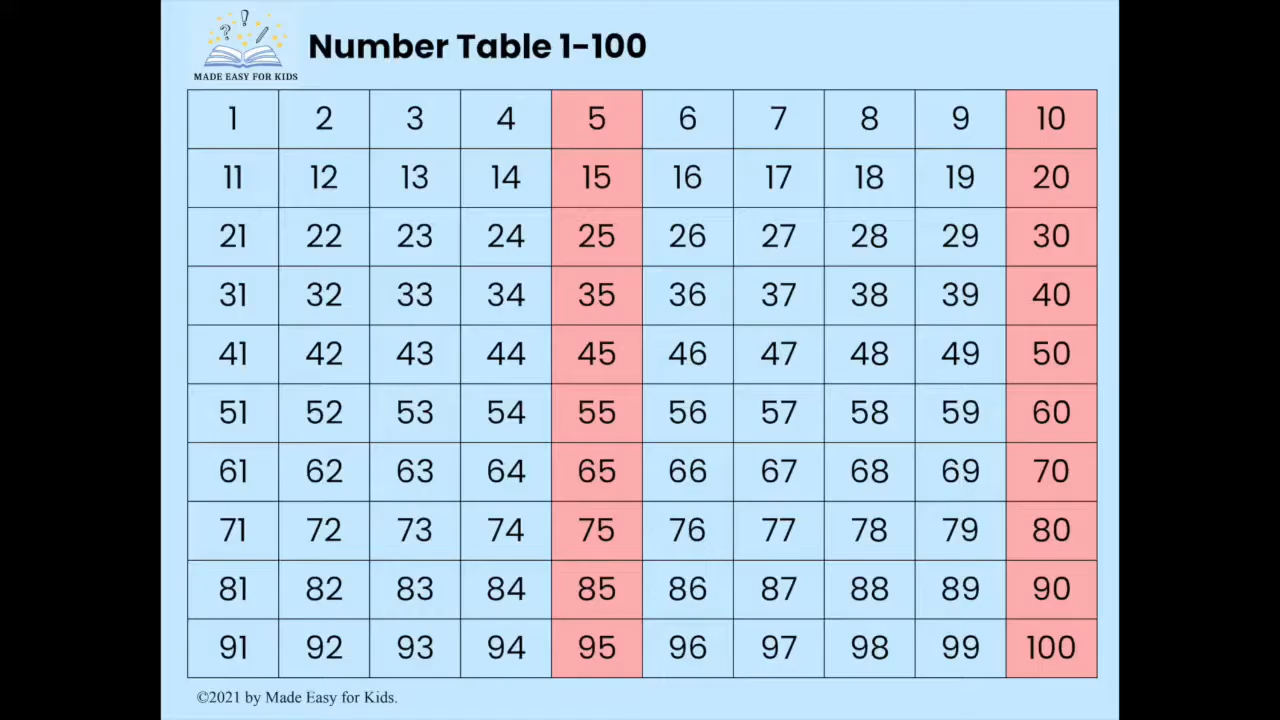 ! ?
MADE EASY FOR KIDS
Number Table 1-100
1 2 3 4 5 6 7 8 9 10
11 12 13 14 15 16 17 18 19 20
21 22 23 24 25 26 27 28 29 30
31 32 33 34 35 36 37 38 39 40
41 42 43 44 45 46 47 48 49 50
51 52 53 54 55 56 57 58 59 60
61 62 63 64 65 66 67 68 69 70
71 72 73 74 75 76 77 78 79 80
81 82 83 84 85 86 87 88 89 90
91 92 93 94 95 96 97 98 99 100
©2021 by Made Easy for Kids.